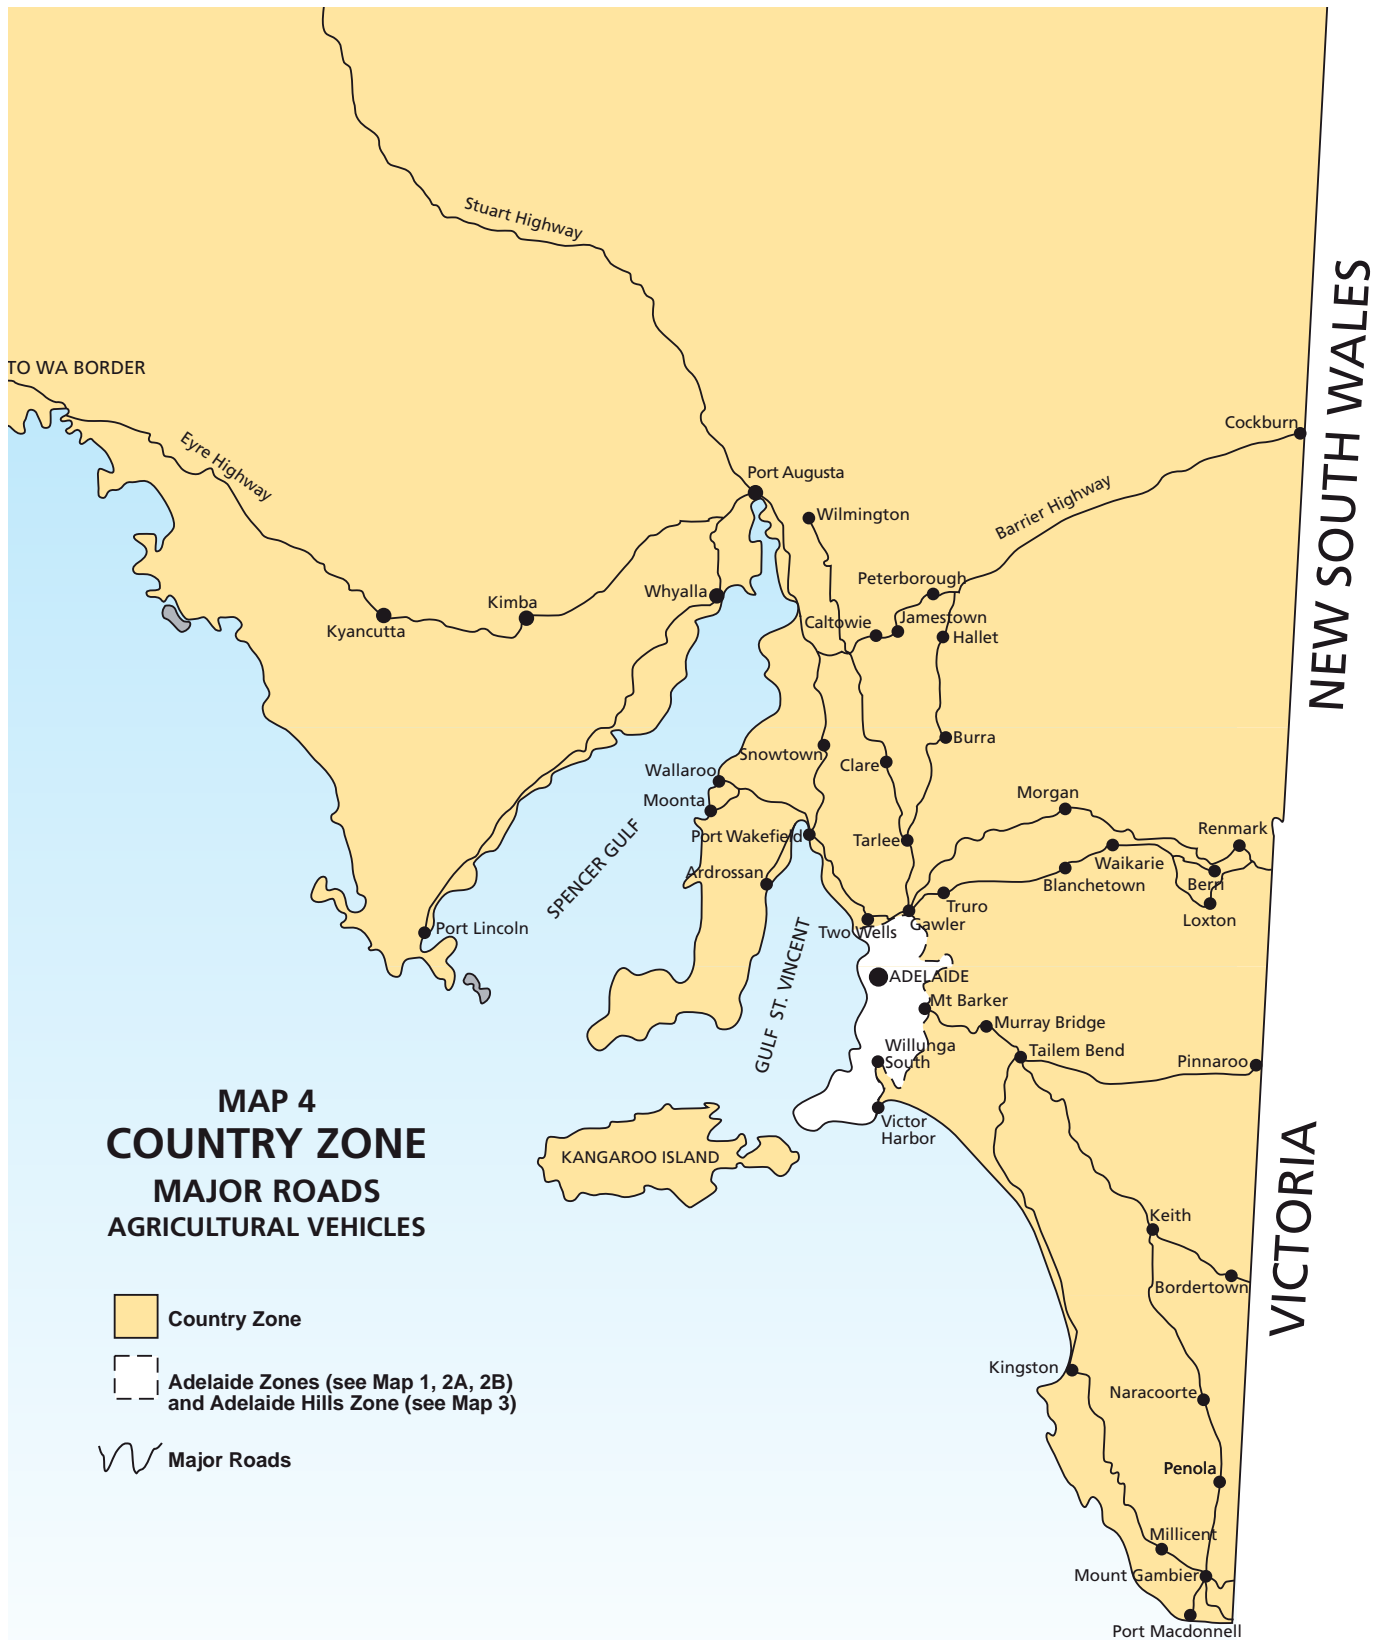 Stuart Highway
NEW SOUTH WALES
TO WA BORDER
Cockburn
Eyre Highway
Port Augusta
Barrier Highway
Wilmington
Peterborough
Whyalla
Kimba
Jamestown
Caltowie
Kyancutta
Hallet
Burra
Snowtown
Clare
Wallaroo
Morgan
Moonta
Renmark
Port Wakefield
Tarlee
Waikarie
Ardrossan
Berri
Blanchetown
SPENCER GULF
Truro
Loxton
Port Lincoln
Two Wells
Gawler
ADELAIDE
GULF ST. VINCENT
Mt Barker
Murray Bridge
Willunga
South
Tailem Bend
Pinnaroo
MAP 4
COUNTRY ZONE
MAJOR ROADS
AGRICULTURAL VEHICLES
Victor
Harbor
KANGAROO ISLAND
VICTORIA
Keith
Bordertown
Country Zone
Adelaide Zones (see Map 1, 2A, 2B)
and Adelaide Hills Zone (see Map 3)
Major Roads
Kingston
Naracoorte
Penola
Millicent
Mount Gambier
Port Macdonnell